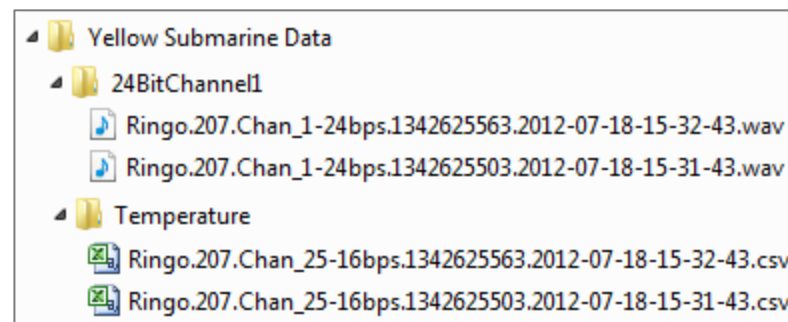 Yellow Submarine Data
24BitChannel1
Ringo.207.Chan_1-24bps.1342625563.2012-07-18-15-32-43.wav
Ringo.207.Chan_1-24bps.1342625503.2012-07-18-15-31-43.wav
Temperature
Ringo.207.Chan_25-16bps.1342625563.2012-07-18-15-32-43.csv
Ringo.207.Chan_25-16bps.1342625503.2012-07-18-15-31-43.csv